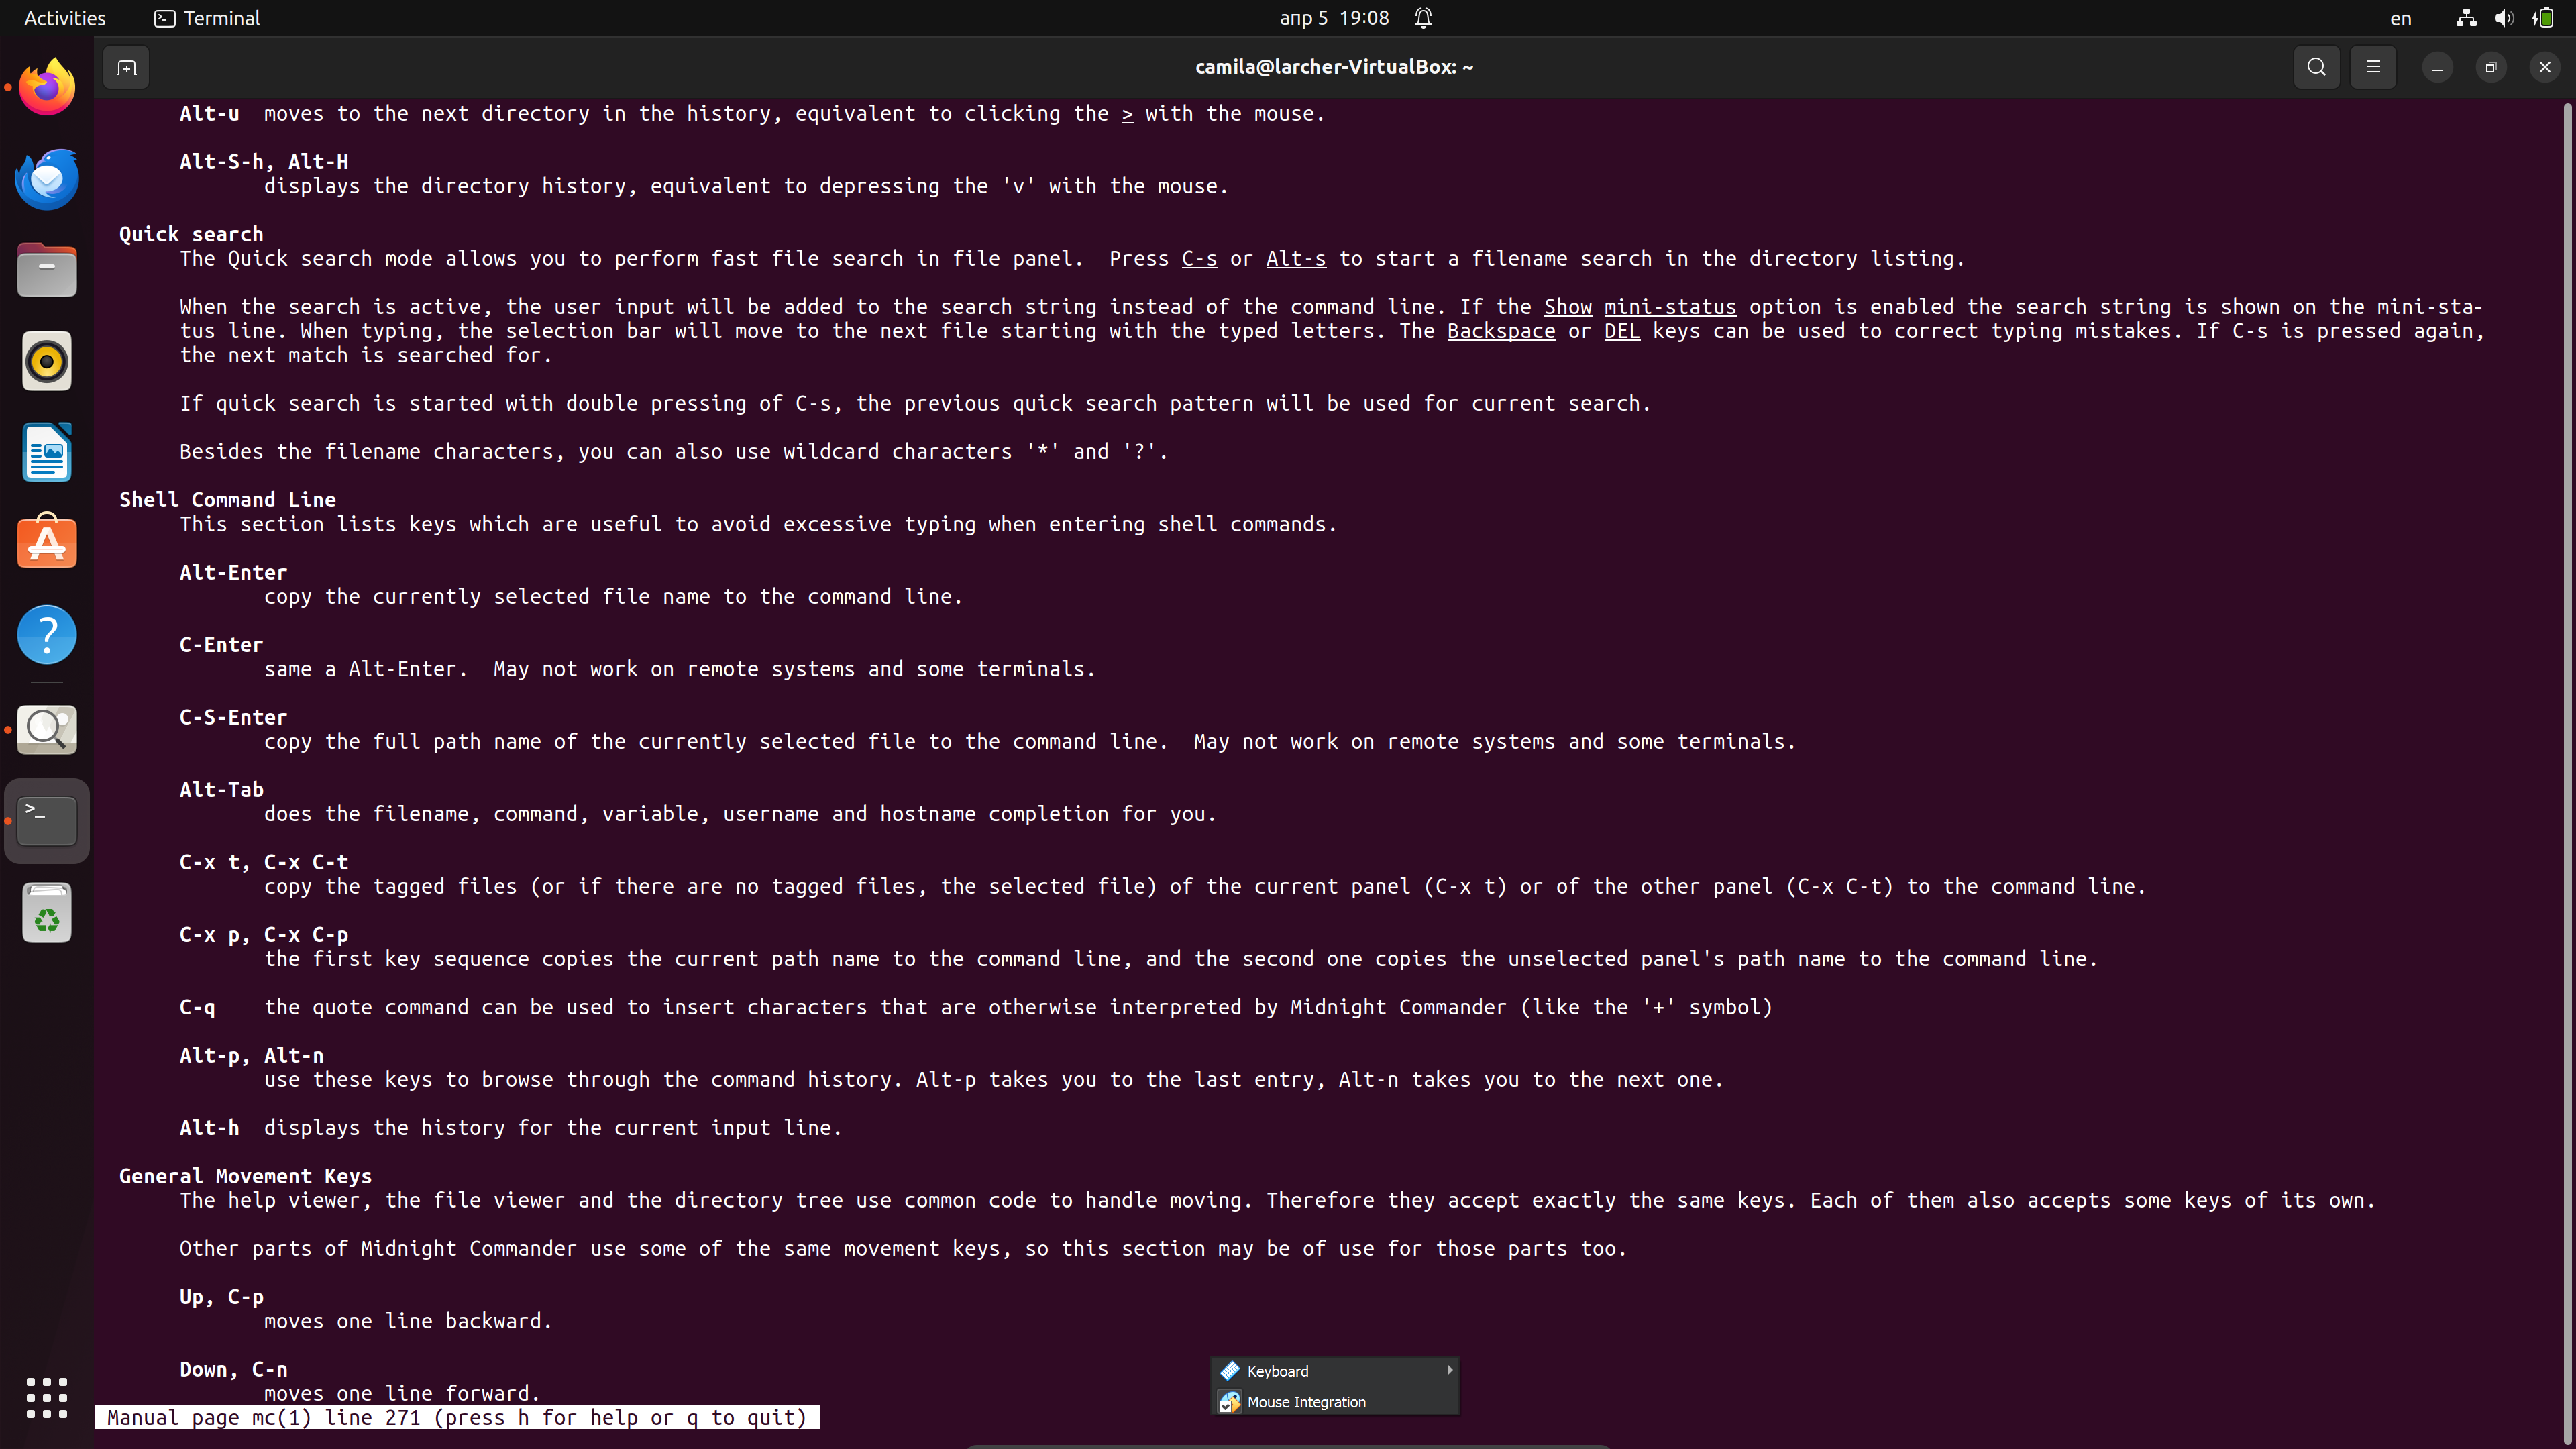 Activities
Terminal
апр 5 19:08
en
camila@larcher-VirtualBox: ~
Alt-u moves to the next directory in the history, equivalent to clicking the > with the mouse.
Alt-S-h, Alt-H
displays the directory history, equivalent to depressing the 'v' with the mouse.
Quick search
The Quick search mode allows you to perform fast file search in file panel. Press C-s or Alt-s to start a filename search in the directory listing.
When the search is active, the user input will be added to the search string instead of the command line. If the Show mini-status option is enabled the search string is shown on the mini-sta-
tus line. When typing, the selection bar will move to the next file starting with the typed letters. The Backspace or DEL keys can be used to correct typing mistakes. If C-s is pressed again,
the next match is searched for.
If quick search is started with double pressing of C-s, the previous quick search pattern will be used for current search.
Besides the filename characters, you can also use wildcard characters '*' and '?'.
Shell Command Line
This section lists keys which are useful to avoid excessive typing when entering shell commands.
Alt-Enter
copy the currently selected file name to the command line.
C-Enter
same a Alt-Enter. May not work on remote systems and some terminals.
C-S-Enter
copy the full path name of the currently selected file to the command line. May not work on remote systems and some terminals.
Alt-Tab
does the filename, command, variable, username and hostname completion for you.
C-x t, C-x C-t
copy the tagged files (or if there are no tagged files, the selected file) of the current panel (C-x t) or of the other panel (C-x C-t) to the command line.
C-x p, C-x C-p
the first key sequence copies the current path name to the command line, and the second one copies the unselected panel's path name to the command line.
C-q the quote command can be used to insert characters that are otherwise interpreted by Midnight Commander (like the '+' symbol)
Alt-p, Alt-n
use these keys to browse through the command history. Alt-p takes you to the last entry, Alt-n takes you to the next one.
Alt-h displays the history for the current input line.
General Movement Keys
The help viewer, the file viewer and the directory tree use common code to handle moving. Therefore they accept exactly the same keys. Each of them also accepts some keys of its own.
Other parts of Midnight Commander use some of the same movement keys, so this section may be of use for those parts too.
Up, C-p
moves one line backward.
Down, C-n
moves one line forward.
Manual page mc(1) line 271 (press h for help or q to quit)
Keyboard
Mouse Integration